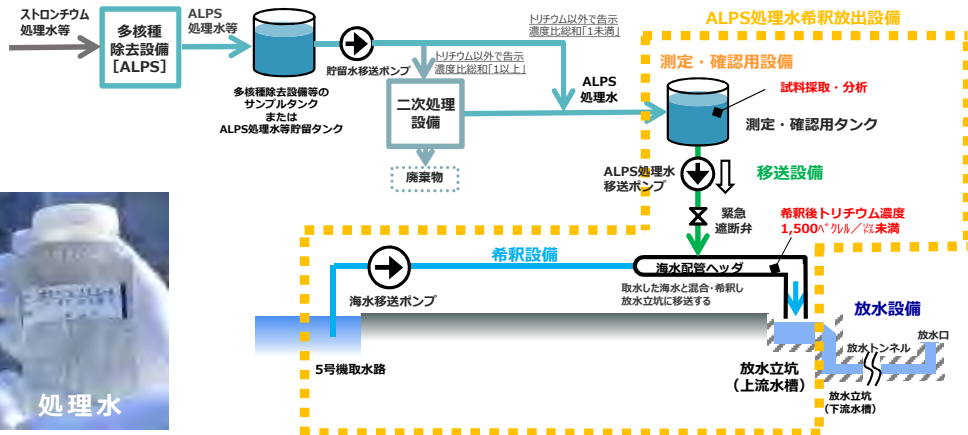 ストロンチウム
処理水等
多核種
除去設備
[ALPS]
ALPS
処理水等
多核種除去設備等の
サンプルタンク
または
ALPS処理水等貯留タンク
貯留水移送ポンプ
トリチウム以外で告示
濃度比総和「1未満」
トリチウム以外で告示
濃度比総和「1以上」
二次処理
設備
廃棄物
ALPS
処理水
ALPS処理水希釈放出設備
測定・確認用設備
試料採取・分析
測定・確認用タンク
ALPS処理水
移送ポンプ
移送設備
緊急
遮断弁
希釈後トリチウム濃度
1,500ベクレル/リットル未満
希釈設備
海水移送ポンプ
海水配管ヘッダ
取水した海水と混合・希釈し
放水立坑に移送する
5号機取水路
放水立坑
(上流水槽)
放水設備
放水口
放水トンネル
放水立坑
(下流水槽)
処理水